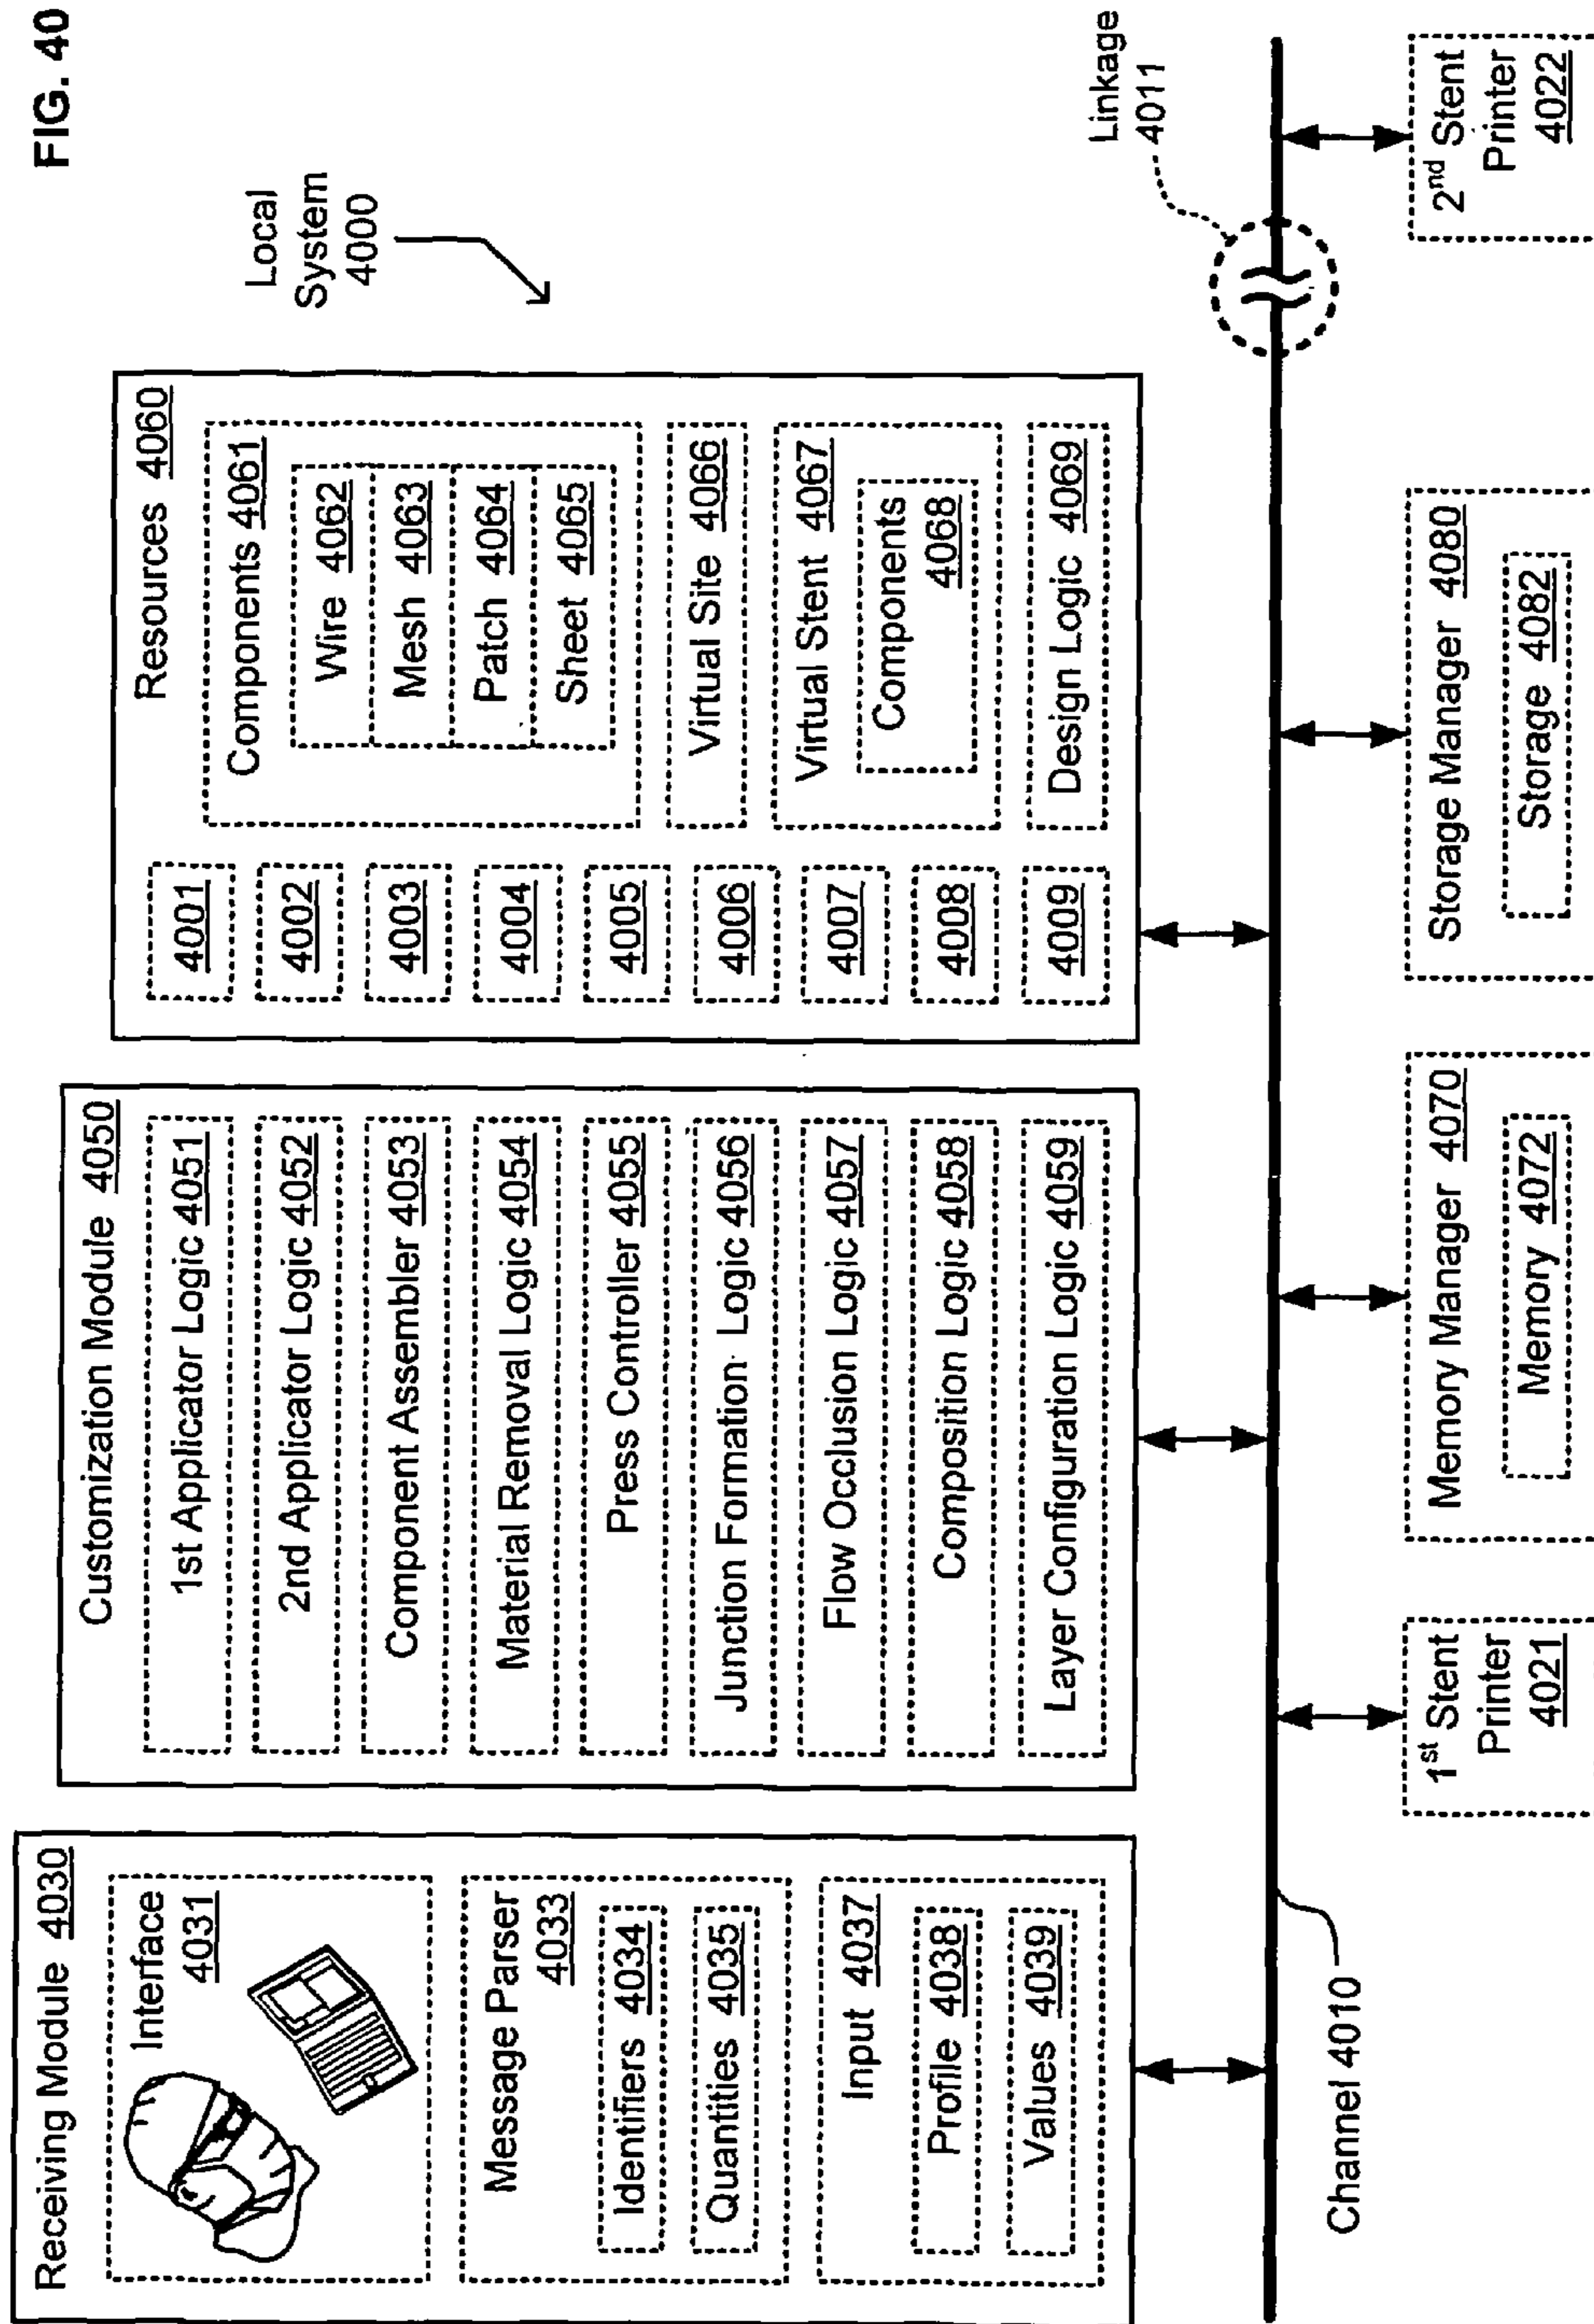 FIG. 40
Local
System
4000
Receiving Module 4030
Interface
4031
Message Parser
4033
Identifiers 4034
Quantities 4035
Input 4037
Profile 4038
Values 4039
Customization Module 4050
1st Applicator Logic 4051
2nd Applicator Logic 4052
Component Assembler 4053
Material Removal Logic 4054
Press Controller 4055
Junction Formation Logic 4056
Flow Occlusion Logic 4057
Composition Logic 4058
Layer Configuration Logic 4059
Resources 4060
4001
4002
4003
4004
4005
4006
4007
4008
4009
Components 4061
Wire 4062
Mesh 4063
Patch 4064
Sheet 4065
Virtual Site 4066
Virtual Stent 4067
Components
4068
Design Logic 4069
Linkage
4011
Channel 4010
1st Stent
Printer
4021
Memory Manager 4070
Memory 4072
Storage Manager 4080
Storage 4082
2nd Stent
Printer
4022